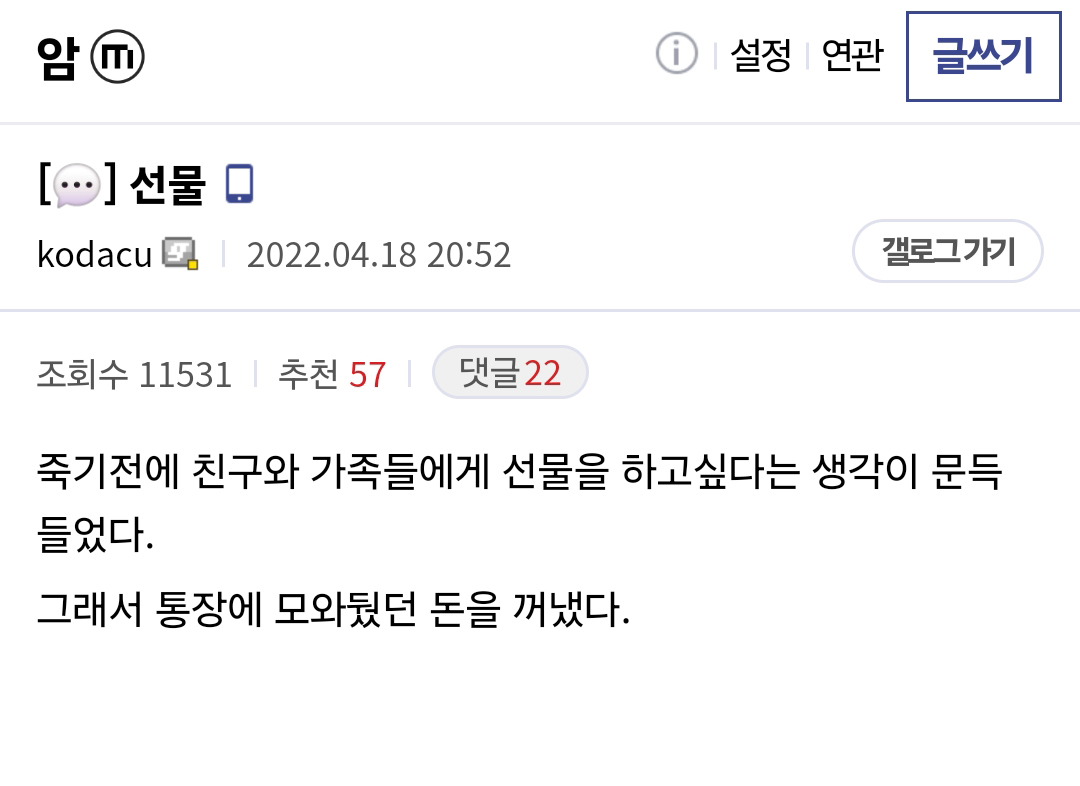 암 m
설정 연관 글쓰기
[💬] 선물
kodacu 2022.04.18 20:52 갤로그 가기
조회수 11531 추천 57 댓글 22
죽기전에 친구와 가족들에게 선물을 하고싶다는 생각이 문득
들었다.
그래서 통장에 모와뒀던 돈을 꺼냈다.